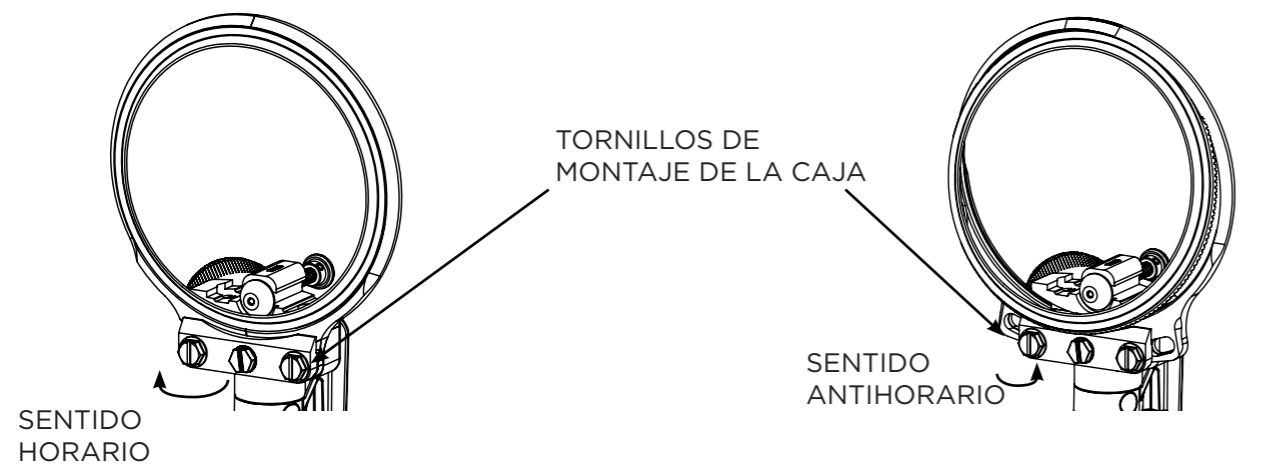 TORNILLOS DE
MONTAJE DE LA CAJA
SENTIDO
HORARIO
SENTIDO
ANTIHORARIO